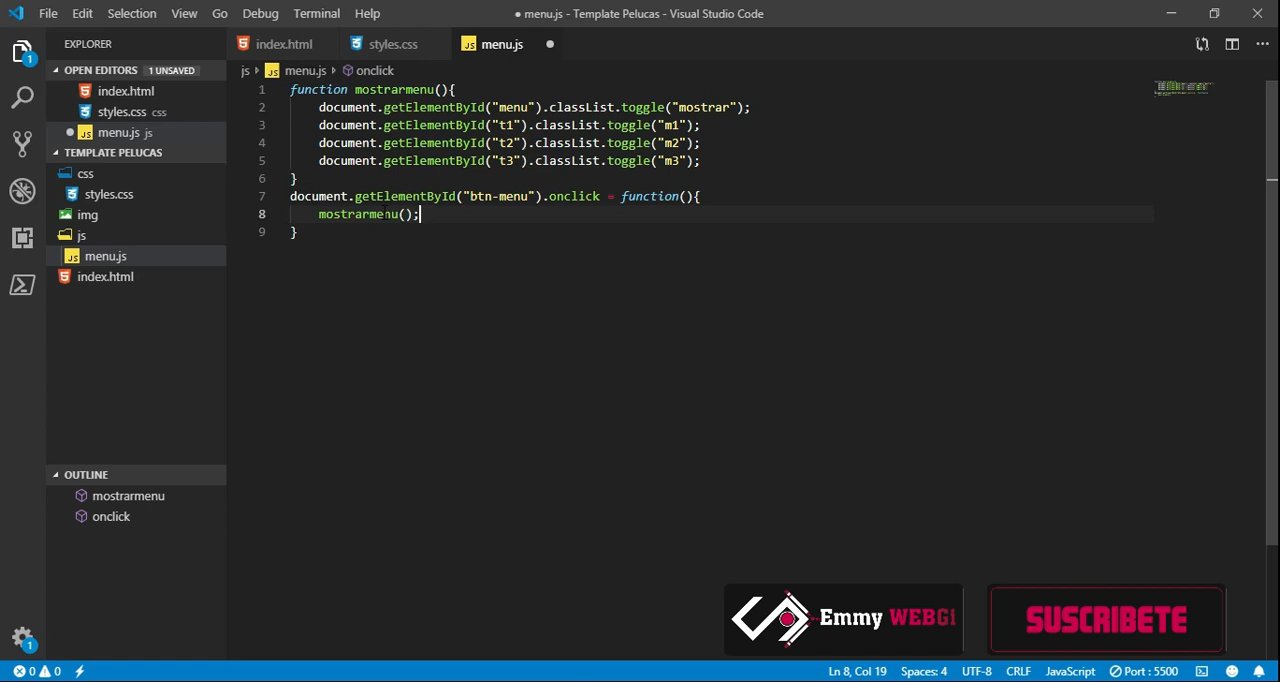 File Edit Selection View Go Debug Terminal Help ● menu.js - Template Pelucas - Visual Studio Code
EXPLORER
index.html styles.css menu.js
OPEN EDITORS 1 UNSAVED
index.html
styles.css css
menu.js js
TEMPLATE PELUCAS
css
styles.css
img
js
menu.js
index.html
OUTLINE
mostrarmenu
onclick
js menu.js onclick
1 function mostrarmenu(){
2 document.getElementById("menu").classList.toggle("mostrar");
3 document.getElementById("t1").classList.toggle("m1");
4 document.getElementById("t2").classList.toggle("m2");
5 document.getElementById("t3").classList.toggle("m3");
6 }
7 document.getElementById("btn-menu").onclick = function(){
8 mostrarmenu();
9 }
Emmy WEBGi
SUSCRIBETE
1
1
0 0 Ln 8, Col 19 Spaces: 4 UTF-8 CRLF JavaScript Port : 5500